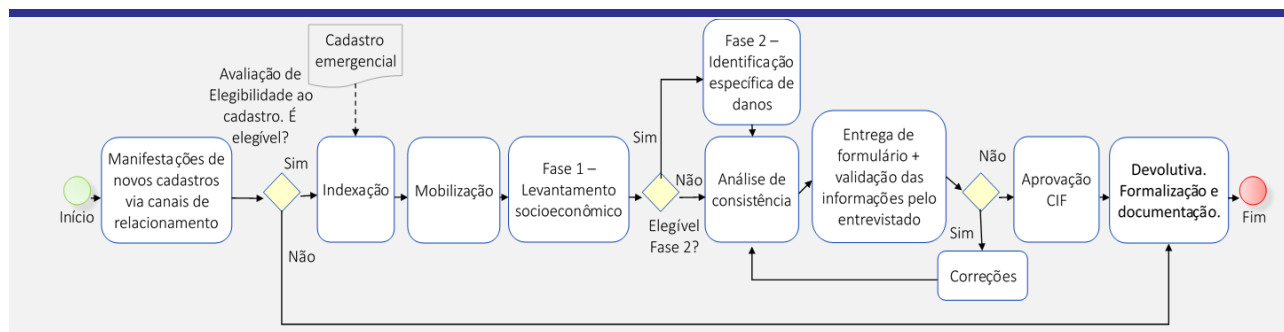 Início
Manifestações de
novos cadastros
via canais de
relacionamento
Avaliação de
Elegibilidade ao
cadastro. É
elegível?
Sim
Não
Cadastro
emergencial
Indexação
Mobilização
Fase 1 –
Levantamento
socioeconômico
Sim
Não
Elegível
Fase 2?
Fase 2 –
Identificação
específica de
danos
Análise de
consistência
Entrega de
formulário +
validação das
informações pelo
entrevistado
Não
Sim
Correções
Aprovação
CIF
Devolutiva.
Formalização e
documentação.
Fim